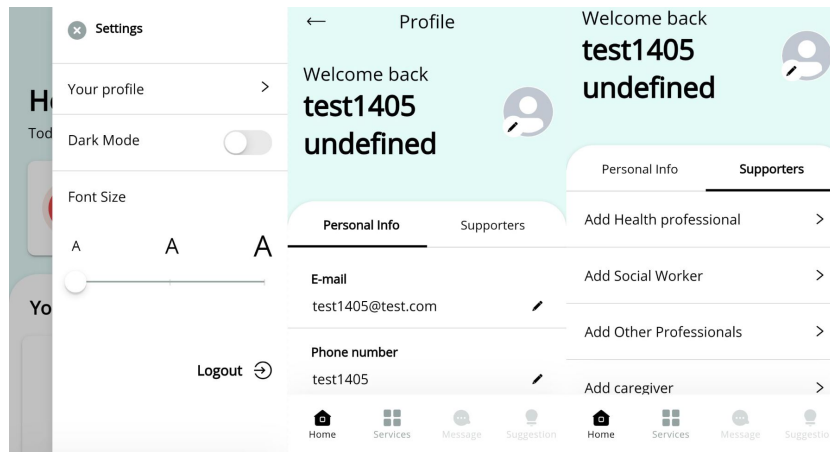 Settings
Your profile
Dark Mode
Font Size
A A A
Logout
Yo
Profile
Welcome back
test1405
undefined
Personal Info Supporters
E-mail
test1405@test.com
Phone number
test1405
Home Services Message Suggestion
Welcome back
test1405
undefined
Personal Info Supporters
Add Health professional
Add Social Worker
Add Other Professionals
Add caregiver
Home Services Message Suggestio